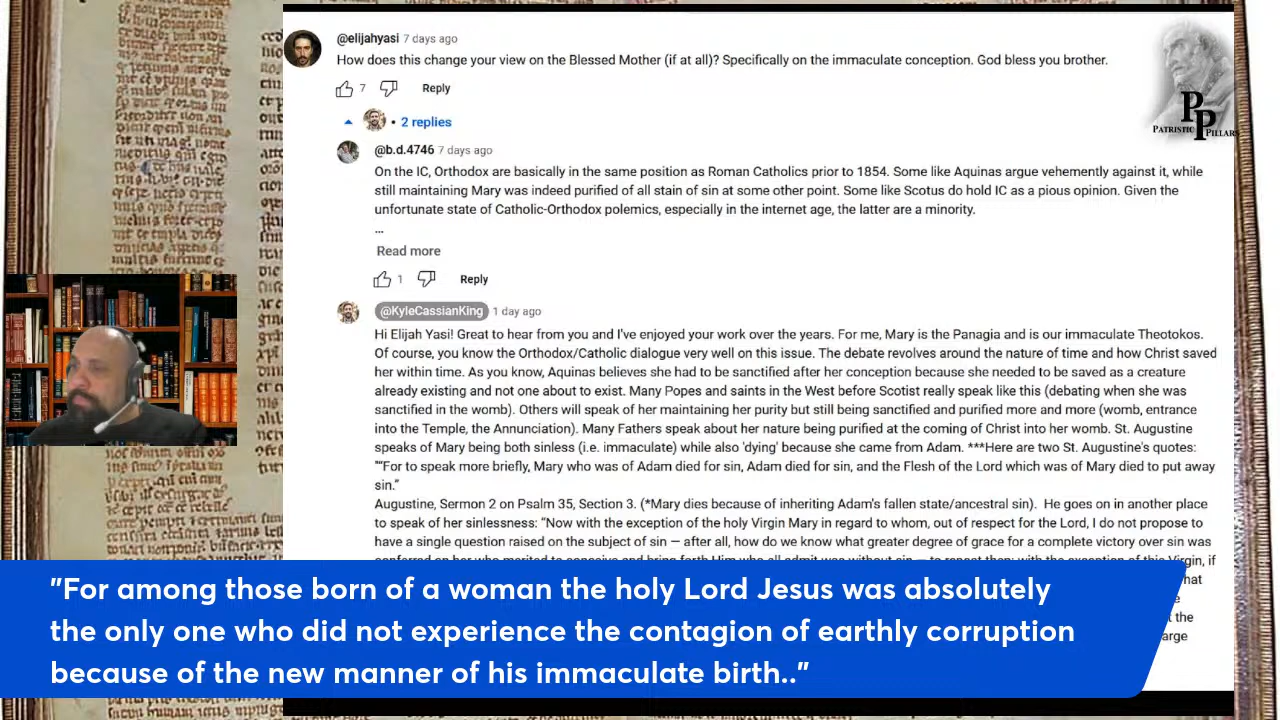 @elijahyasi 7 days ago
How does this change your view on the Blessed Mother (if at all)? Specifically on the immaculate conception. God bless you brother.
7 Reply
• 2 replies
@b.d.4746 7 days ago
On the IC, Orthodox are basically in the same position as Roman Catholics prior to 1854. Some like Aquinas argue vehemently against it, while
still maintaining Mary was indeed purified of all stain of sin at some other point. Some like Scotus do hold IC as a pious opinion. Given the
unfortunate state of Catholic-Orthodox polemics, especially in the internet age, the latter are a minority.
...
Read more
1 Reply
@KyleCassianKing 1 day ago
Hi Elijah Yasi! Great to hear from you and I've enjoyed your work over the years. For me, Mary is the Panagia and is our immaculate Theotokos.
Of course, you know the Orthodox/Catholic dialogue very well on this issue. The debate revolves around the nature of time and how Christ saved
her within time. As you know, Aquinas believes she had to be sanctified after her conception because she needed to be saved as a creature
already existing and not one about to exist. Many Popes and saints in the West before Scotist really speak like this (debating when she was
sanctified in the womb). Others will speak of her maintaining her purity but still being sanctified and purified more and more (womb, entrance
into the Temple, the Annunciation). Many Fathers speak about her nature being purified at the coming of Christ into her womb. St. Augustine
speaks of Mary being both sinless (i.e. immaculate) while also 'dying' because she came from Adam. ***Here are two St. Augustine's quotes:
"“For to speak more briefly, Mary who was of Adam died for sin, Adam died for sin, and the Flesh of the Lord which was of Mary died to put away
sin.”
Augustine, Sermon 2 on Psalm 35, Section 3. (*Mary dies because of inheriting Adam's fallen state/ancestral sin). He goes on in another place
to speak of her sinlessness: “Now with the exception of the holy Virgin Mary in regard to whom, out of respect for the Lord, I do not propose to
have a single question raised on the subject of sin — after all, how do we know what greater degree of grace for a complete victory over sin was
PP
PATRISTIC PILLARS
"For among those born of a woman the holy Lord Jesus was absolutely
the only one who did not experience the contagion of earthly corruption
because of the new manner of his immaculate birth.."